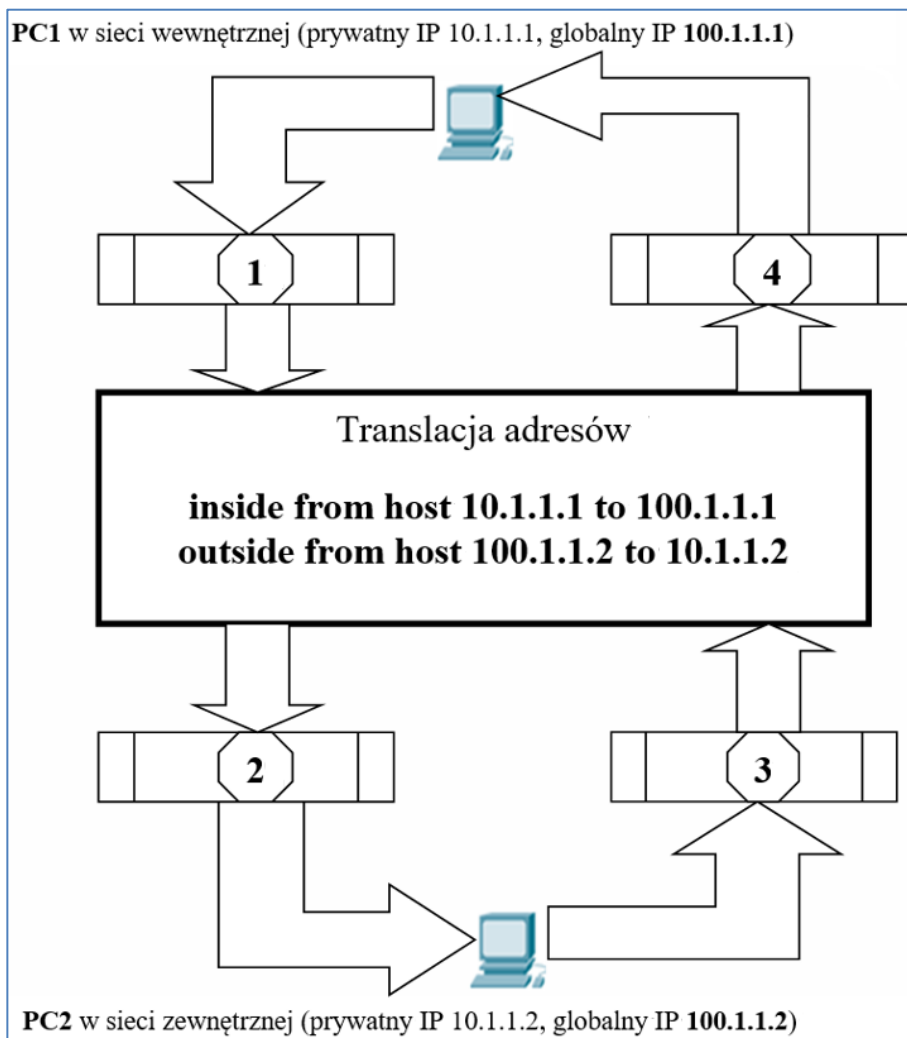 PC1 w sieci wewnętrznej (prywatny IP 10.1.1.1, globalny IP 100.1.1.1)
1
4
Translacja adresów
inside from host 10.1.1.1 to 100.1.1.1
outside from host 100.1.1.2 to 10.1.1.2
2
3
PC2 w sieci zewnętrznej (prywatny IP 10.1.1.2, globalny IP 100.1.1.2)